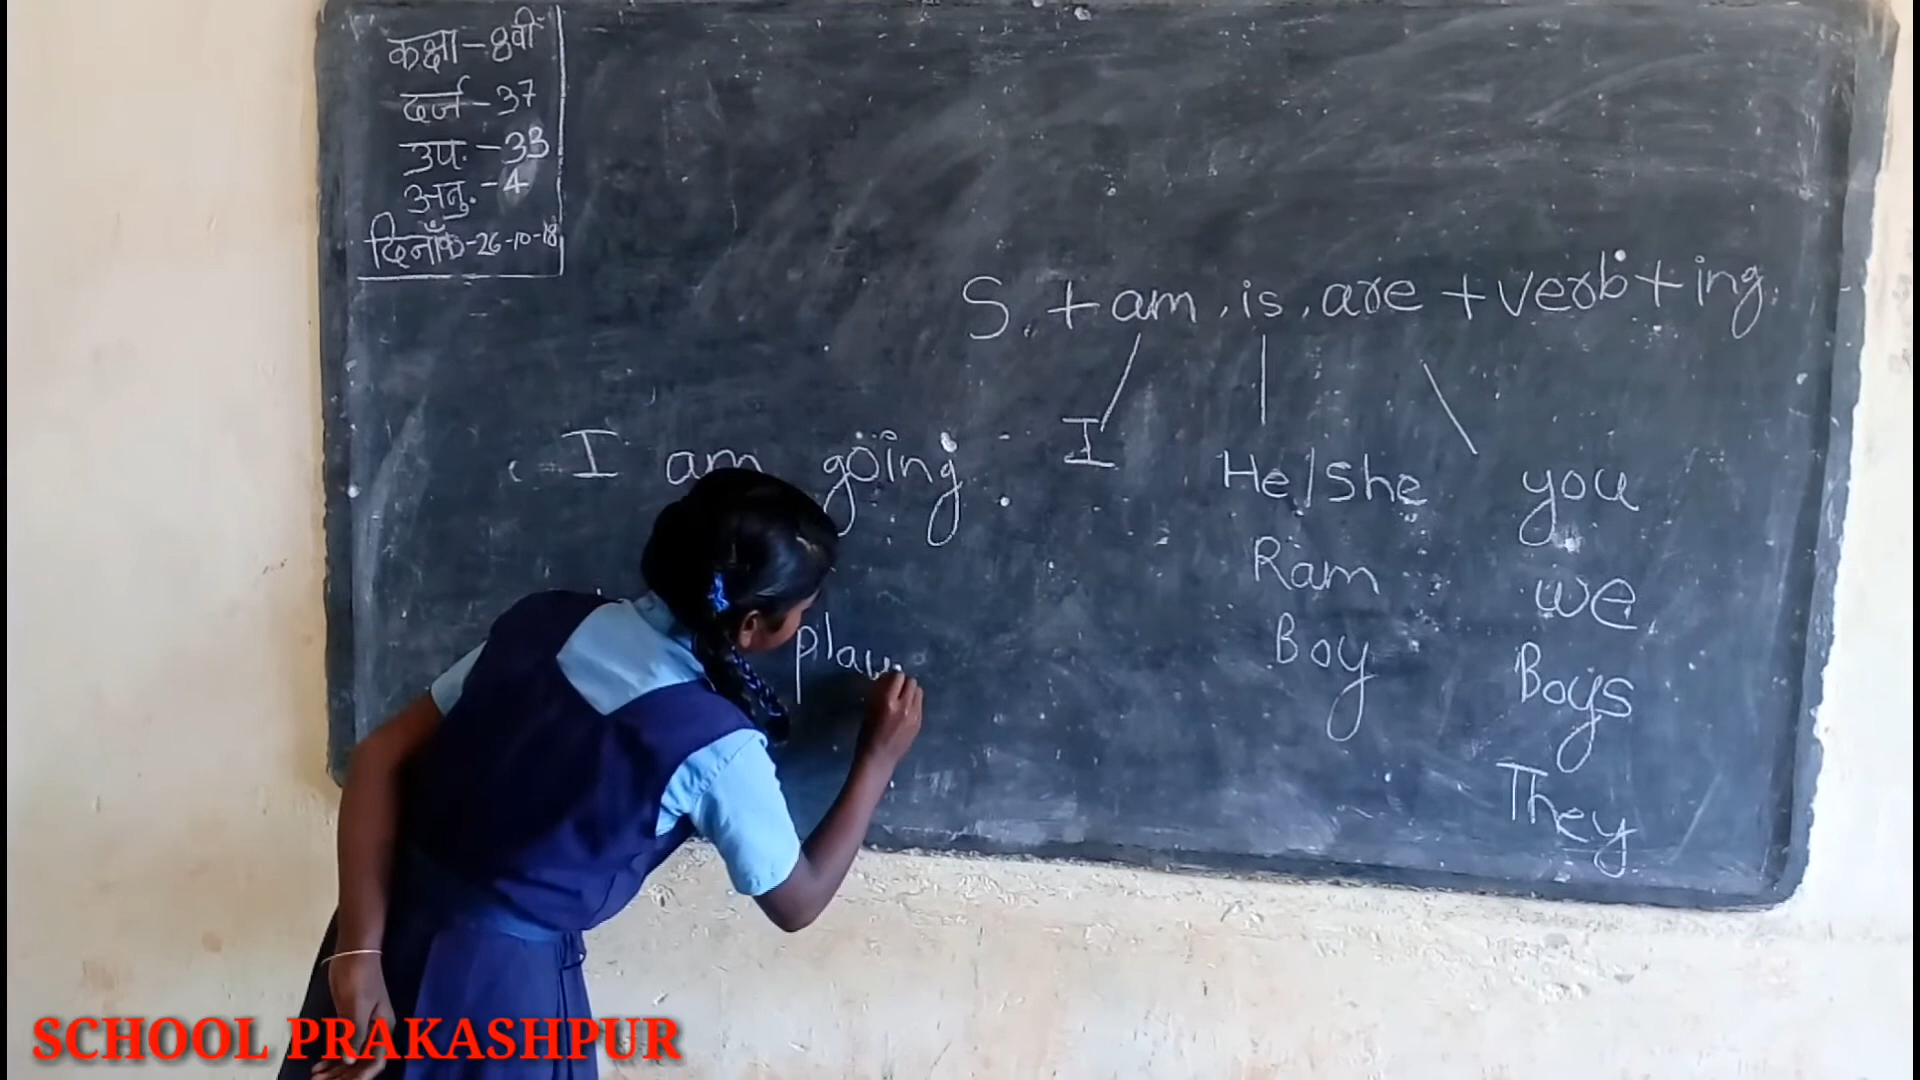 कक्षा - 8वीं
दर्ज - 37
उप. - 33
अनु. - 4
दिनाँक - 26-10-18
S. + am, is, are + verb + ing.
I am going.
I
He/She
you
Ram
we
Boy
Boys
They
play
SCHOOL PRAKASHPUR